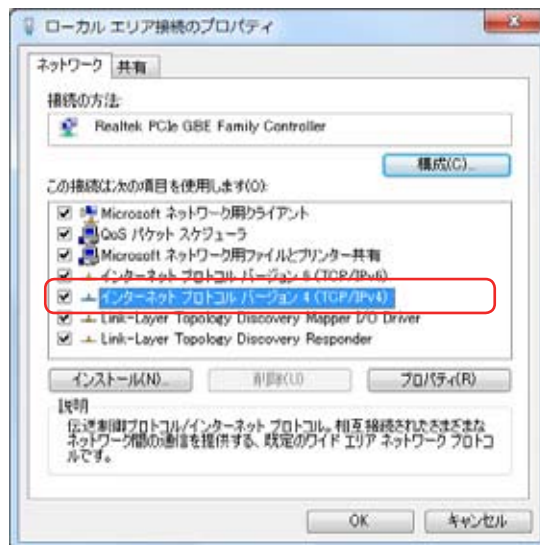 ローカル エリア接続のプロパティ
ネットワーク 共有
接続の方法:
Realtek PCIe GBE Family Controller
構成(C)...
この接続は次の項目を使用します(O):
Microsoft ネットワーク用クライアント
QoS パケット スケジューラ
Microsoft ネットワーク用ファイルとプリンター共有
インターネット プロトコル バージョン 6 (TCP/IPv6)
インターネット プロトコル バージョン 4 (TCP/IPv4)
Link-Layer Topology Discovery Mapper I/O Driver
Link-Layer Topology Discovery Responder
インストール(N)... 削除(U) プロパティ(R)
説明
伝送制御プロトコル/インターネット プロトコル。相互接続されたさまざまな
ネットワーク間の通信を提供する、既定のワイド エリア ネットワーク プロトコ
ルです。
OK キャンセル